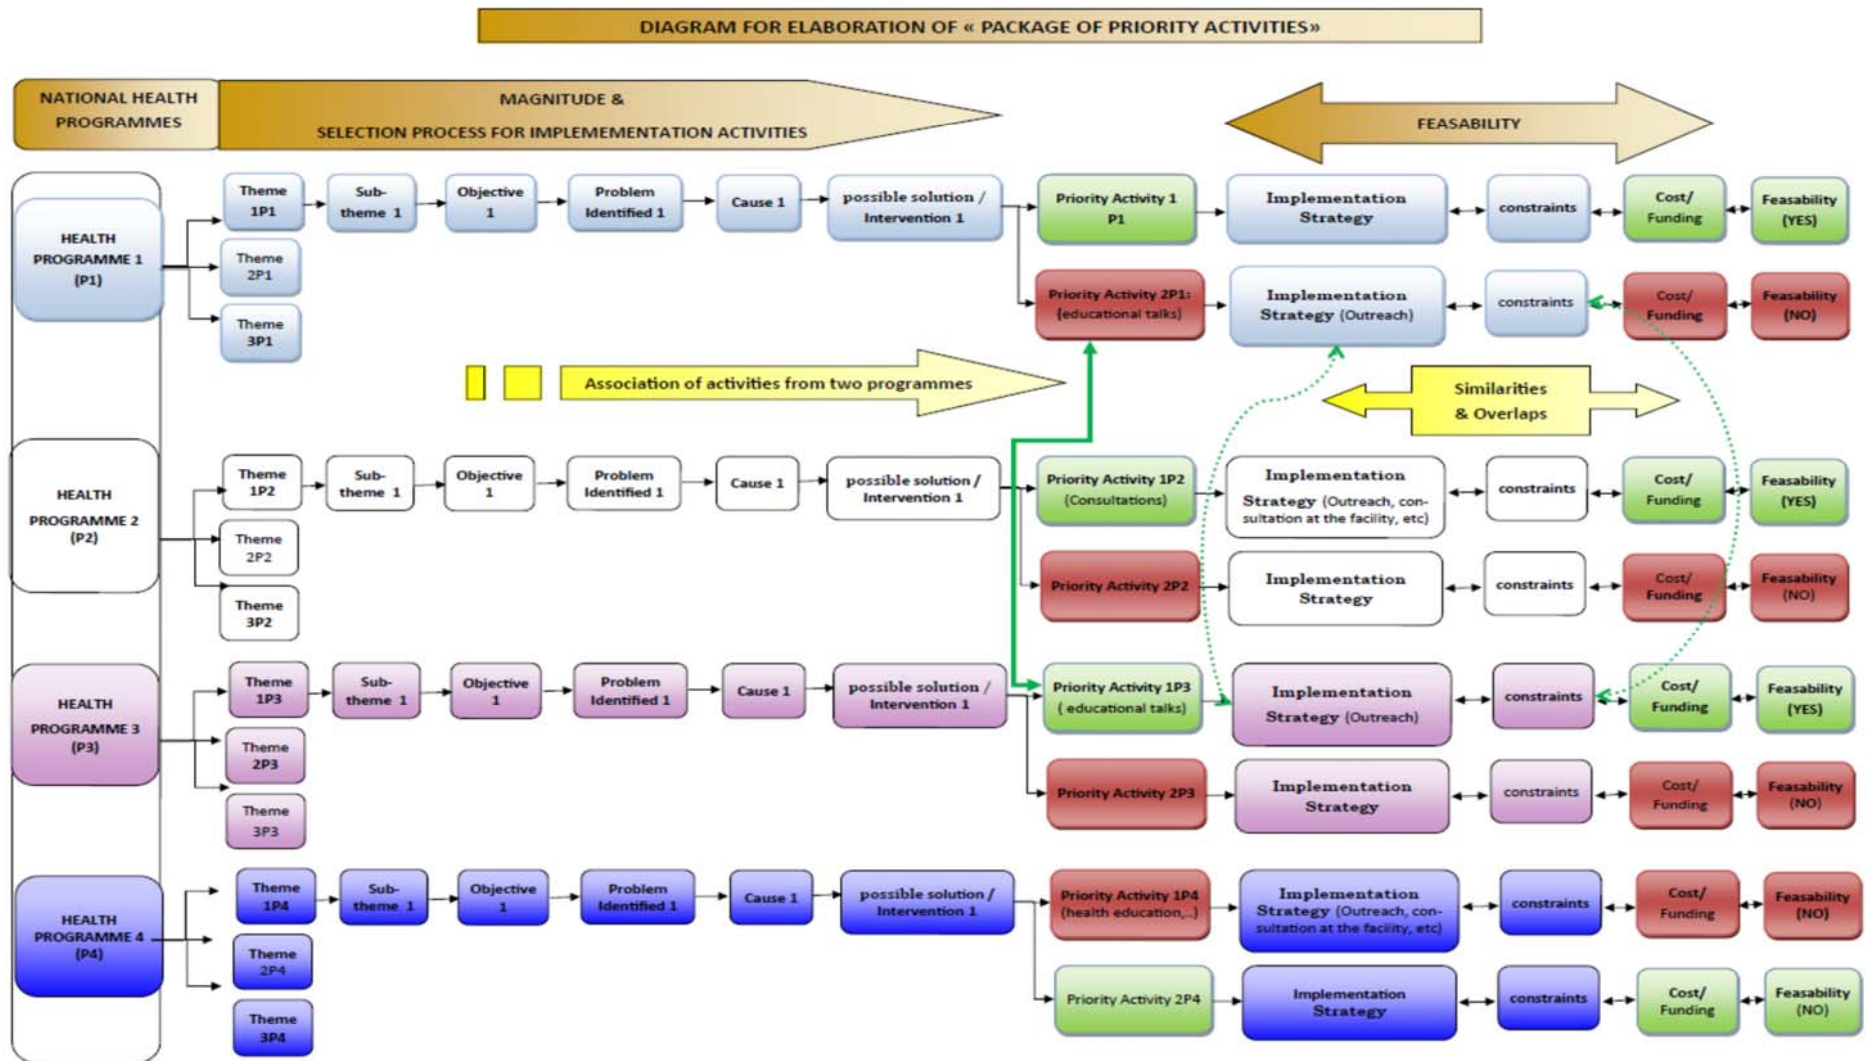 DIAGRAM FOR ELABORATION OF « PACKAGE OF PRIORITY ACTIVITIES»
NATIONAL HEALTH
PROGRAMMES
MAGNITUDE &
SELECTION PROCESS FOR IMPLEMEMENTATION ACTIVITIES
FEASABILITY
HEALTH
PROGRAMME 1
(P1)
Theme
1P1
Sub-
theme 1
Objective
1
Problem
Identified 1
Cause 1
possible solution /
Intervention 1
Priority Activity 1
P1
Implementation
Strategy
constraints
Cost/
Funding
Feasability
(YES)
Theme
2P1
Theme
3P1
Priority Activity 2P1:
(educational talks)
Implementation
Strategy (Outreach)
constraints
Cost/
Funding
Feasability
(NO)
Association of activities from two programmes
Similarities
& Overlaps
HEALTH
PROGRAMME 2
(P2)
Theme
1P2
Sub-
theme 1
Objective
1
Problem
Identified 1
Cause 1
possible solution /
Intervention 1
Priority Activity 1P2
(Consultations)
Implementation
Strategy (Outreach, con-
sultation at the facility, etc)
constraints
Cost/
Funding
Feasability
(YES)
Theme
2P2
Theme
3P2
Priority Activity 2P2
Implementation
Strategy
constraints
Cost/
Funding
Feasability
(NO)
HEALTH
PROGRAMME 3
(P3)
Theme
1P3
Sub-
theme 1
Objective
1
Problem
Identified 1
Cause 1
possible solution /
Intervention 1
Priority Activity 1P3
( educational talks)
Implementation
Strategy (Outreach)
constraints
Cost/
Funding
Feasability
(YES)
Theme
2P3
Theme
3P3
Priority Activity 2P3
Implementation
Strategy
constraints
Cost/
Funding
Feasability
(NO)
HEALTH
PROGRAMME 4
(P4)
Theme
1P4
Sub-
theme 1
Objective
1
Problem
Identified 1
Cause 1
possible solution /
Intervention 1
Priority Activity 1P4
(health education,..)
Implementation
Strategy (Outreach, con-
sultation at the facility, etc)
constraints
Cost/
Funding
Feasability
(NO)
Theme
2P4
Theme
3P4
Priority Activity 2P4
Implementation
Strategy
constraints
Cost/
Funding
Feasability
(NO)